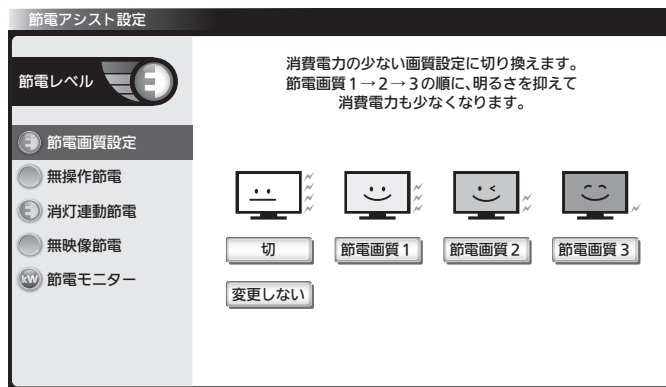 節電アシスト設定
節電レベル
E
消費電力の少ない画質設定に切り換えます。
節電画質1→2→3の順に、明るさを抑えて
消費電力も少なくなります。
E 節電画質設定
無操作節電
E 消灯連動節電
無映像節電
kW 節電モニター
切
節電画質1
節電画質2
節電画質3
変更しない